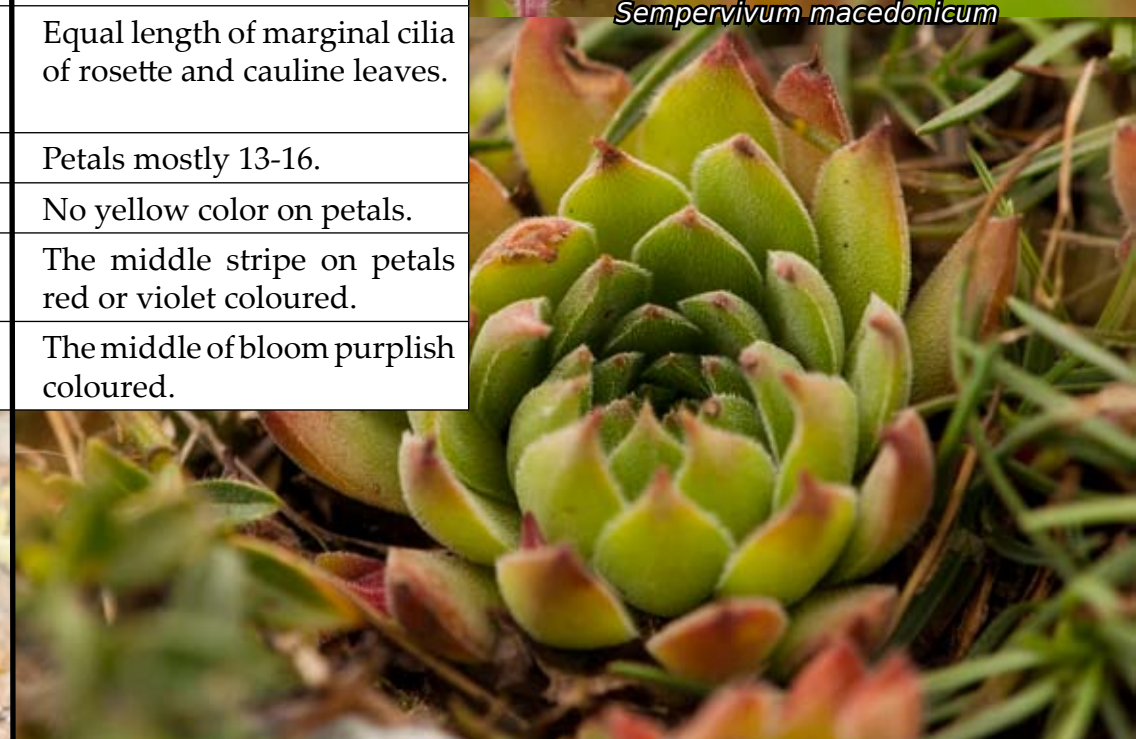 Sempervivum macedonicum
Equal length of marginal cilia
of rosette and cauline leaves.
Petals mostly 13-16.
No yellow color on petals.
The middle stripe on petals
red or violet coloured.
The middle of bloom purplish
coloured.